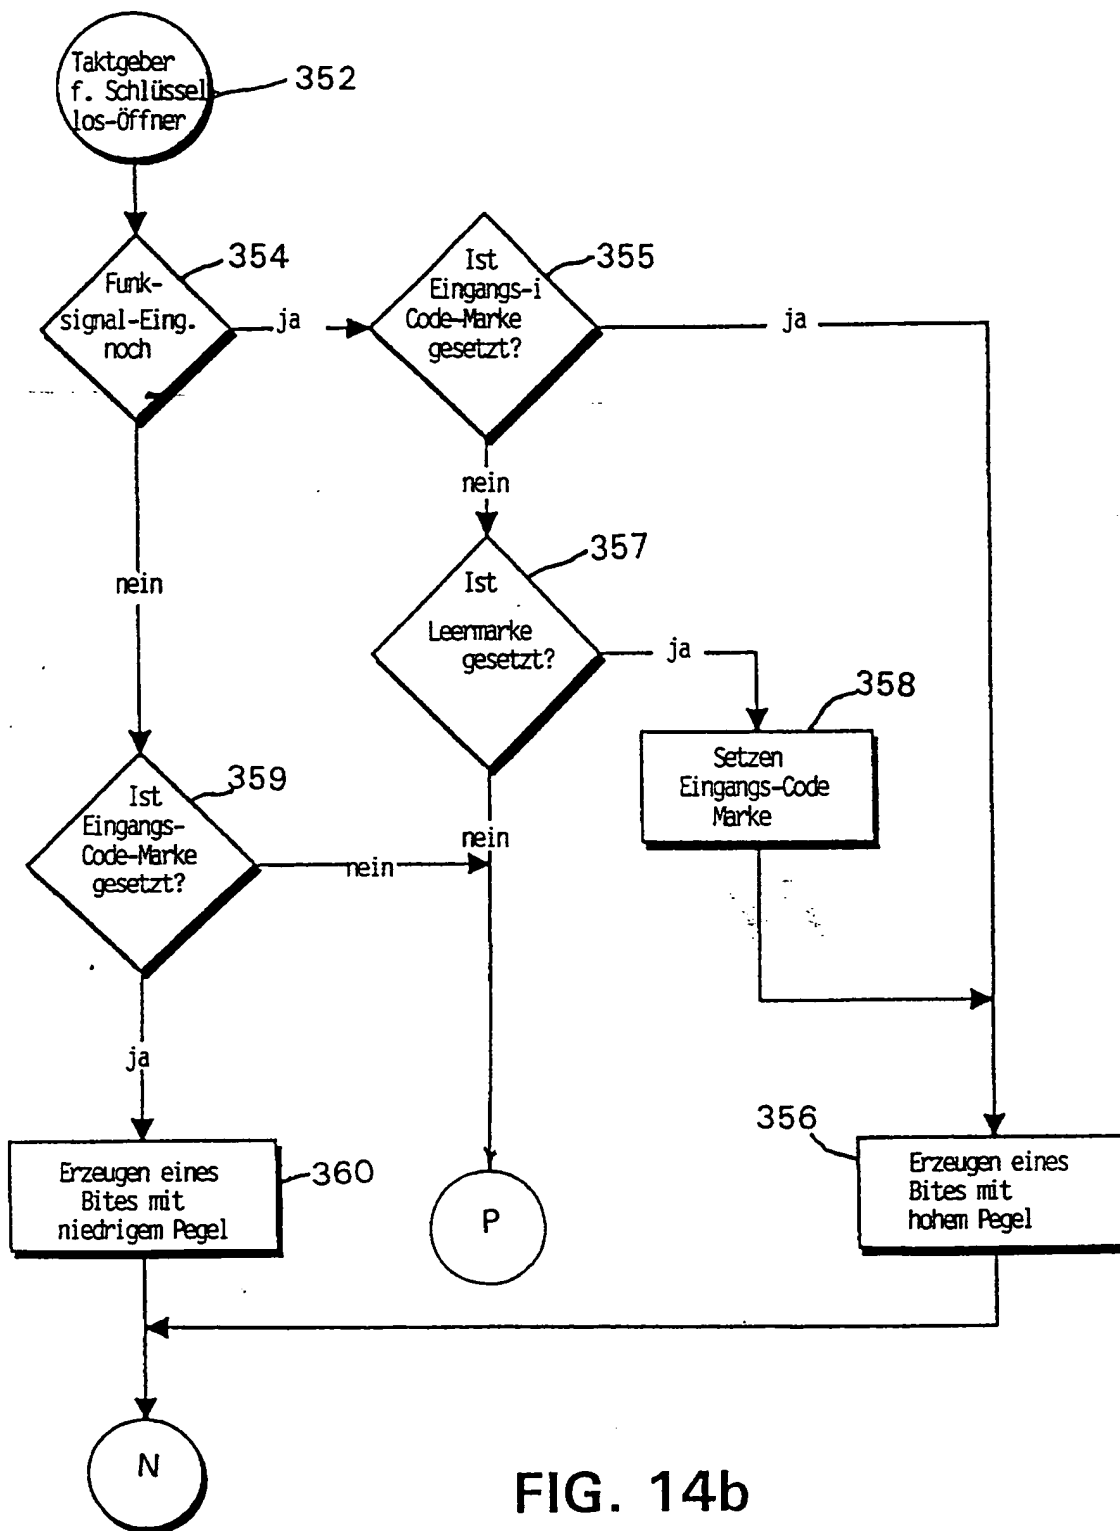 Taktgeber
f. Schlüssel
los-Öffner
352
354
Funk-
signal-Eing.
noch
ja
355
Ist
Eingangs-i
Code-Marke
gesetzt?
ja
nein
nein
357
Ist
Leermarke
gesetzt?
ja
358
Setzen
Eingangs-Code
Marke
359
Ist
Eingangs-
Code-Marke
gesetzt?
nein
nein
ja
360
Erzeugen eines
Bites mit
niedrigem Pegel
P
356
Erzeugen eines
Bites mit
hohem Pegel
N
FIG. 14b